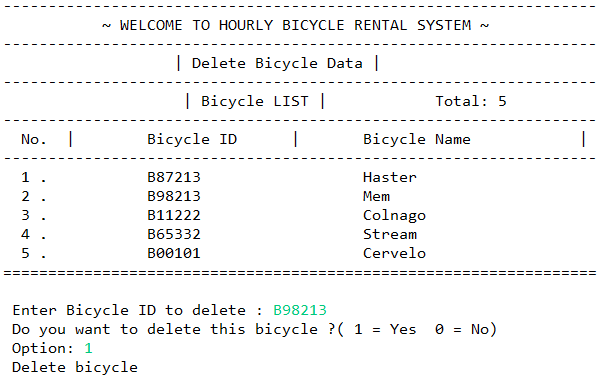 ~ WELCOME TO HOURLY BICYCLE RENTAL SYSTEM ~
| Delete Bicycle Data |
| Bicycle LIST | Total: 5
No. | Bicycle ID | Bicycle Name |
1 . B87213 Haster
2 . B98213 Mem
3 . B11222 Colnago
4 . B65332 Stream
5 . B00101 Cervelo
Enter Bicycle ID to delete : B98213
Do you want to delete this bicycle ?( 1 = Yes 0 = No)
Option: 1
Delete bicycle